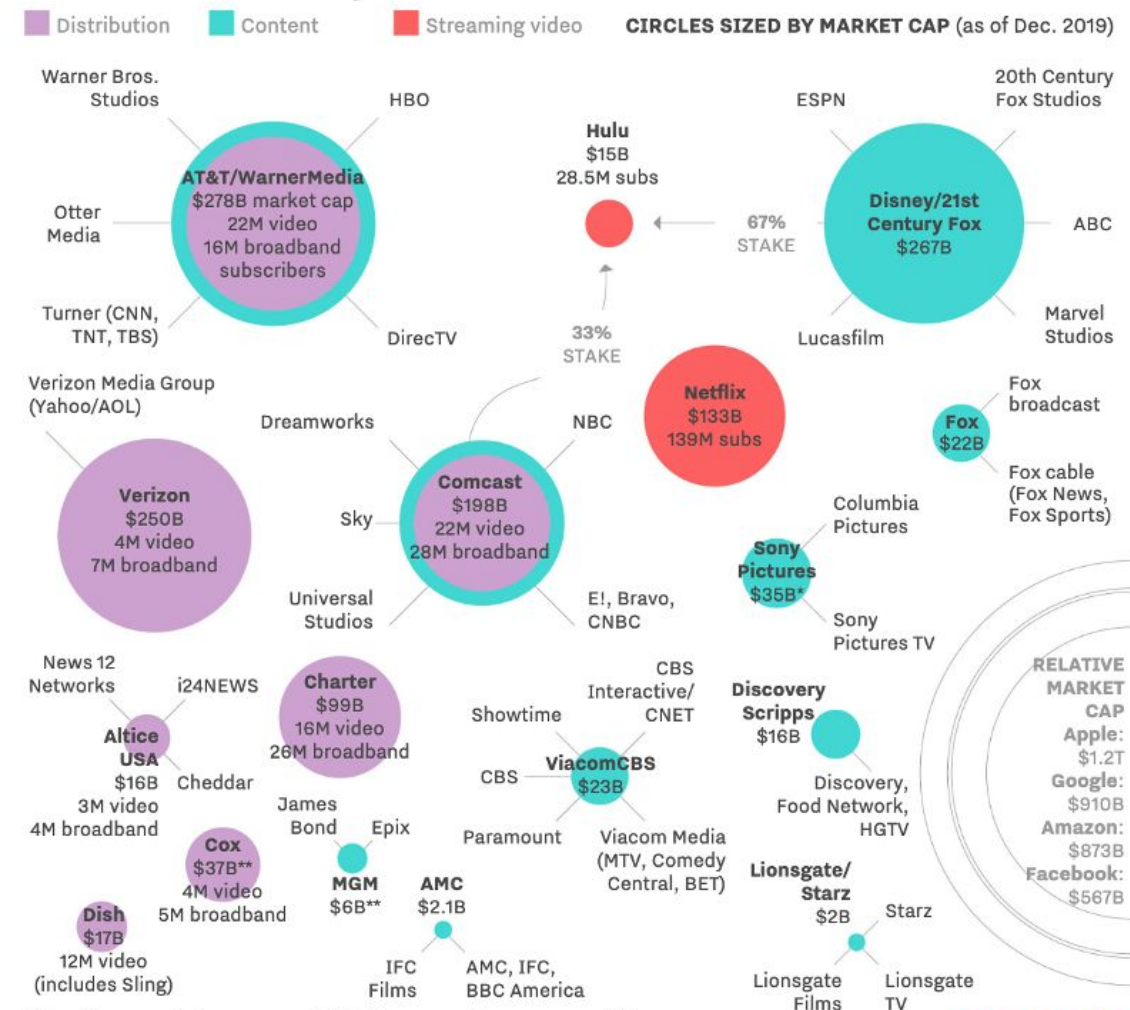 Distribution
Content
Streaming video
CIRCLES SIZED BY MARKET CAP (as of Dec. 2019)
Warner Bros.
Studios
HBO
AT&T/WarnerMedia
$278B market cap
22M video
16M broadband
subscribers
Otter
Media
Turner (CNN,
TNT, TBS)
DirecTV
Hulu
$15B
28.5M subs
67%
STAKE
33%
STAKE
ESPN
20th Century
Fox Studios
Disney/21st
Century Fox
$267B
ABC
Lucasfilm
Marvel
Studios
Verizon Media Group
(Yahoo/AOL)
Verizon
$250B
4M video
7M broadband
Dreamworks
NBC
Comcast
$198B
22M video
28M broadband
Sky
Universal
Studios
E!, Bravo,
CNBC
Netflix
$133B
139M subs
Fox
$22B
Fox
broadcast
Fox cable
(Fox News,
Fox Sports)
Columbia
Pictures
Sony
Pictures
$35B*
Sony
Pictures TV
News 12
Networks
i24NEWS
Altice
USA
$16B
3M video
4M broadband
Cheddar
Charter
$99B
16M video
26M broadband
Showtime
CBS
Interactive/
CNET
ViacomCBS
$23B
CBS
Paramount
Viacom Media
(MTV, Comedy
Central, BET)
Discovery
Scripps
$16B
Discovery,
Food Network,
HGTV
RELATIVE
MARKET
CAP
Apple:
$1.2T
Google:
$910B
Amazon:
$873B
Facebook:
$567B
Cox
$37B**
4M video
5M broadband
James
Bond
Epix
MGM
$6B**
AMC
$2.1B
IFC
Films
AMC, IFC,
BBC America
Lionsgate/
Starz
$2B
Starz
Lionsgate
Films
Lionsgate
TV
Dish
$17B
12M video
(includes Sling)